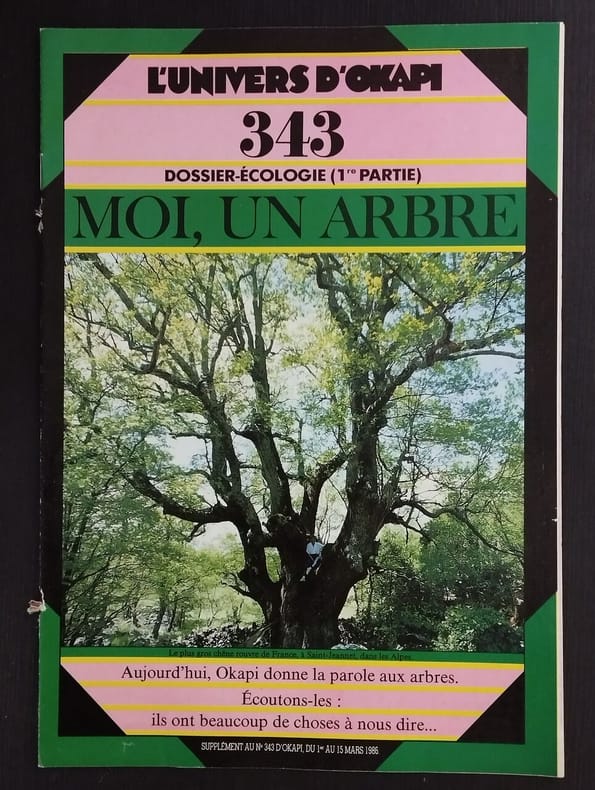 L'UNIVERS D'OKAPI
343
DOSSIER-ÉCOLOGIE (1re PARTIE)
MOI, UN ARBRE
Le plus gros chêne rouvre de France, à Saint-Jeannet, dans les Alpes.
Aujourd'hui, Okapi donne la parole aux arbres.
Écoutons-les :
ils ont beaucoup de choses à nous dire...
SUPPLÉMENT AU No 343 D'OKAPI, DU 1er AU 15 MARS 1986